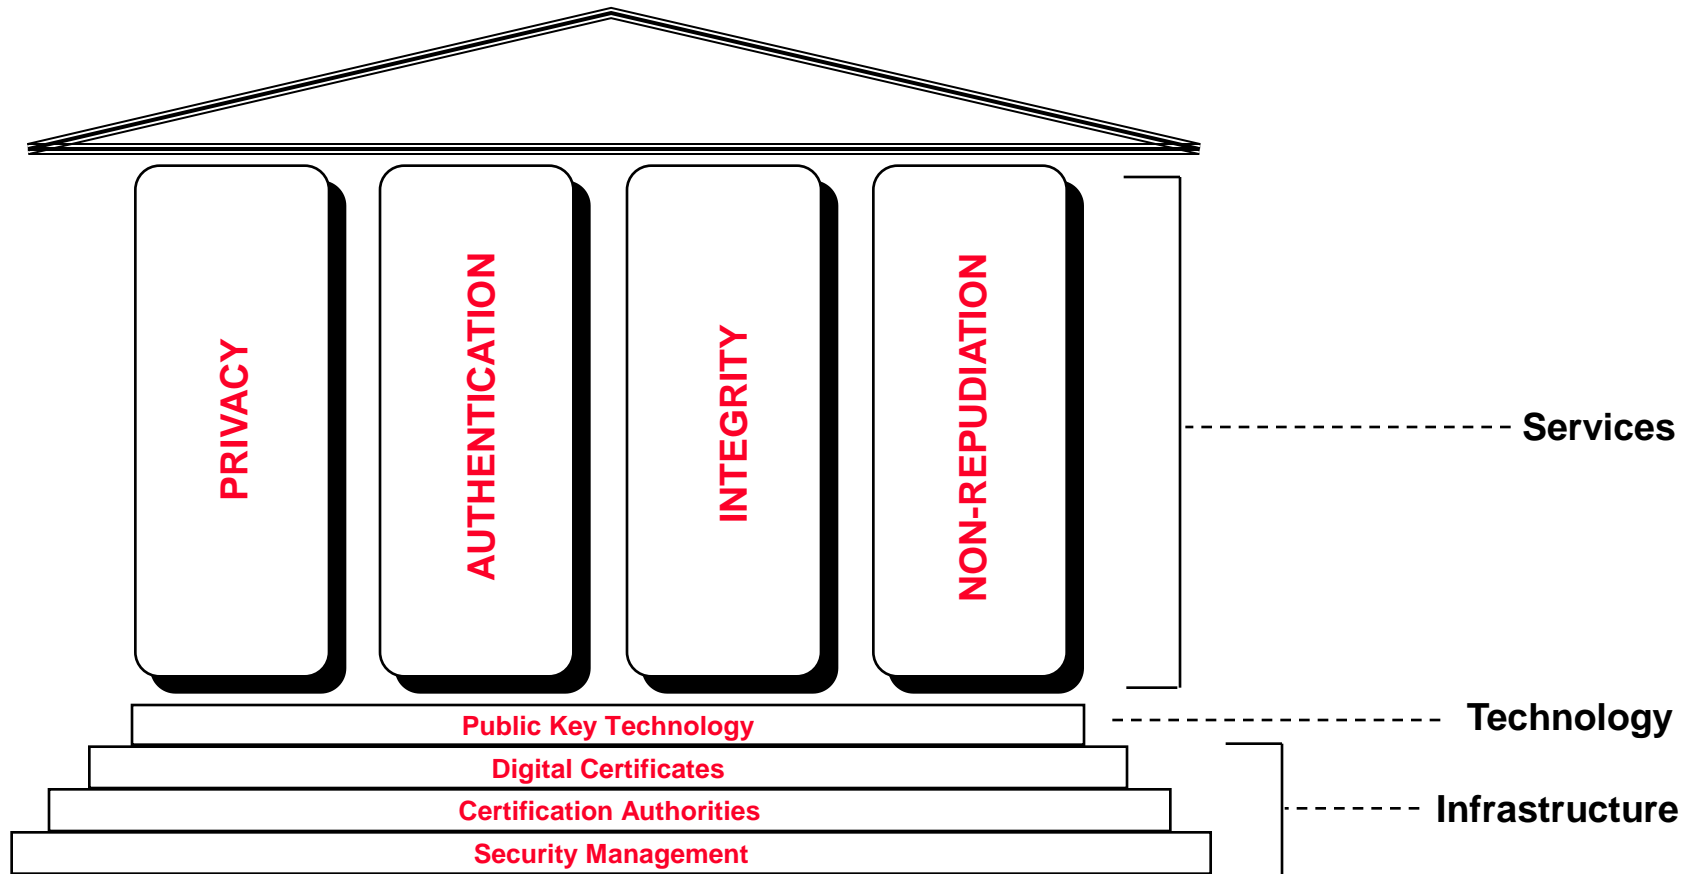 PRIVACY
AUTHENTICATION
INTEGRITY
NON-REPUDIATION
Services
Public Key Technology
Technology
Digital Certificates
Certification Authorities
Infrastructure
Security Management